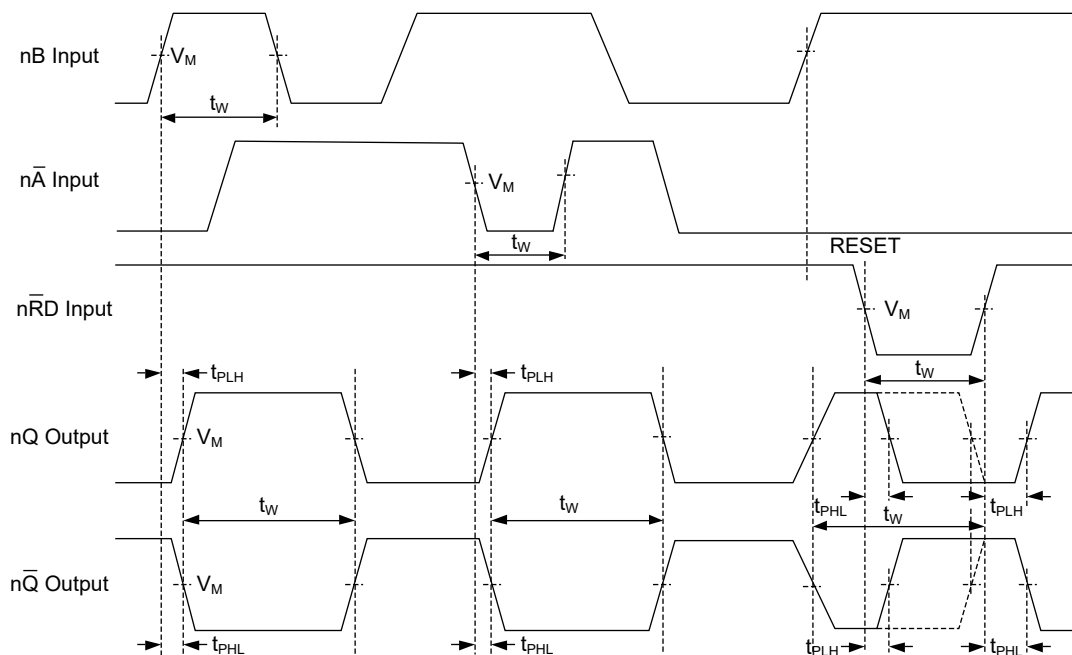 nB Input
V_M
t_W
nA̅ Input
V_M
t_W
RESET
nR̅D Input
V_M
t_W
t_PLH
t_PLH
nQ Output
V_M
t_PHL
t_PLH
t_W
t_W
t_W
nQ̅ Output
V_M
t_PHL
t_PHL
t_PLH
t_PHL